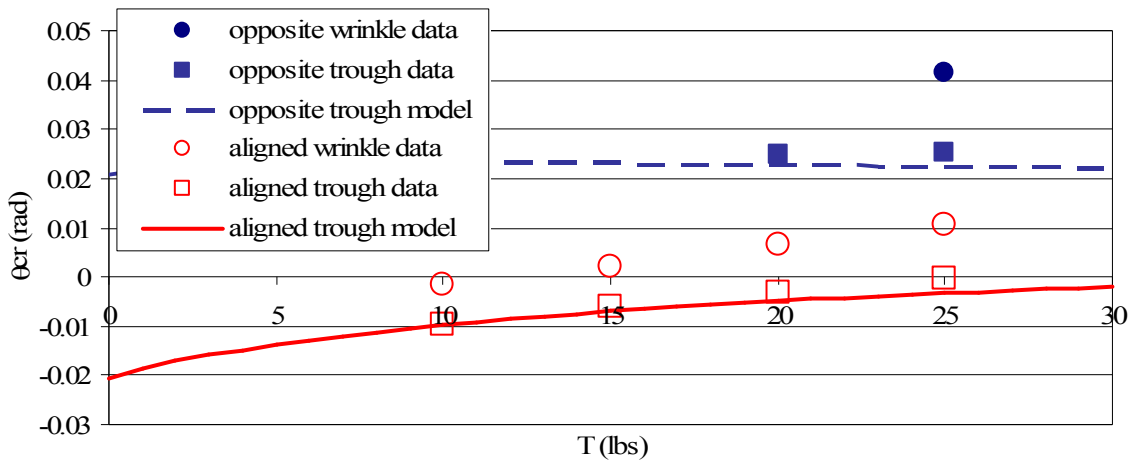 0.05
0.04
0.03
0.02
0.01
0
-0.01
-0.02
-0.03
θcr (rad)
opposite wrinkle data
opposite trough data
opposite trough model
aligned wrinkle data
aligned trough data
aligned trough model
0 5 10 15 20 25 30
T (lbs)